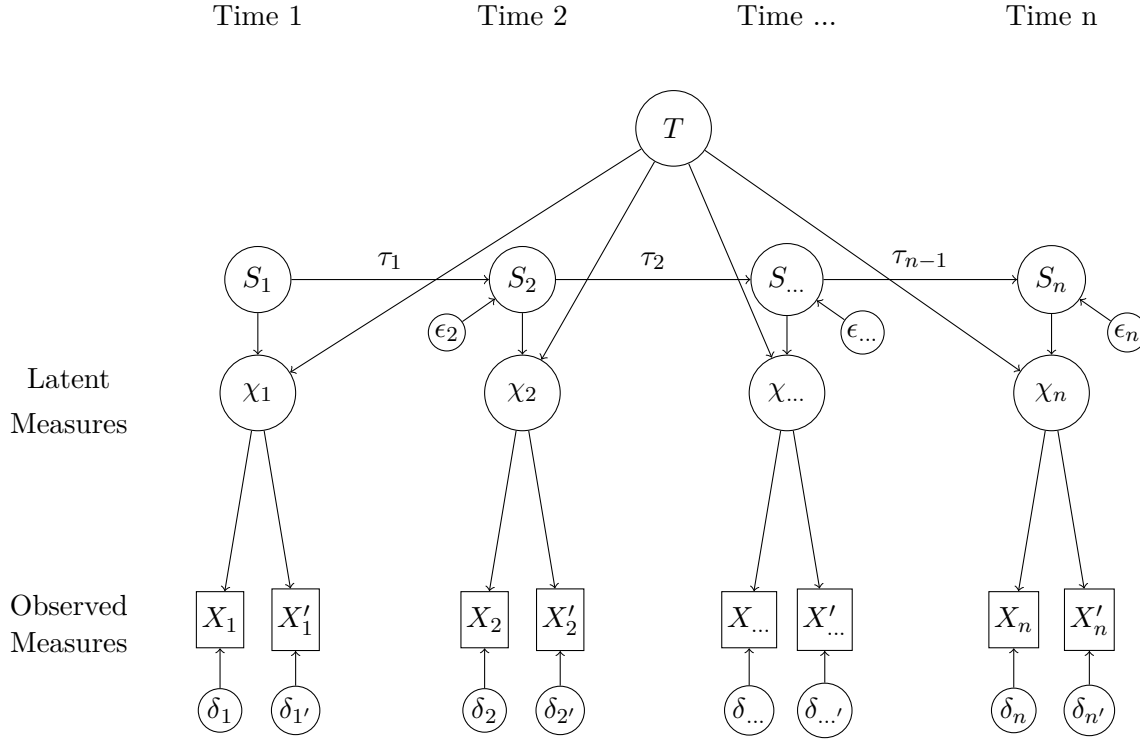 Time 1 Time 2 Time ... Time n
T
τ₁ τ₂ τₙ₋₁
S₁ S₂ S... Sₙ
ϵ₂ ϵ... ϵₙ
Latent
Measures
χ₁ χ₂ χ... χₙ
Observed
Measures
X₁ X′₁ X₂ X′₂ X... X′... Xₙ X′ₙ
δ₁ δ₁′ δ₂ δ₂′ δ... δ...′ δₙ δₙ′